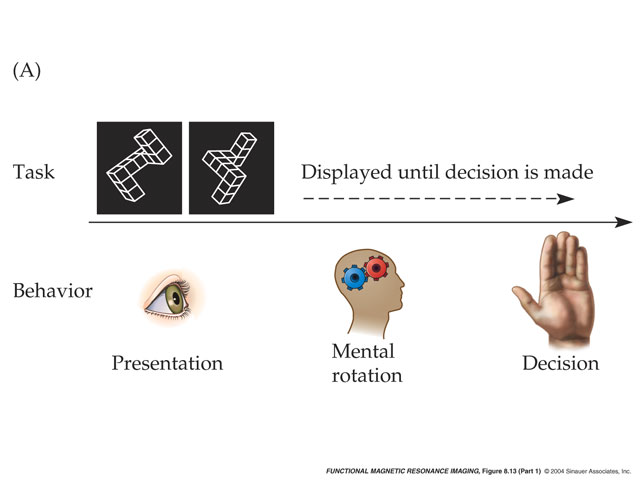 (A)
Task
Displayed until decision is made
Behavior
Presentation
Mental
rotation
Decision
FUNCTIONAL MAGNETIC RESONANCE IMAGING, Figure 8.13 (Part 1) © 2004 Sinauer Associates, Inc.